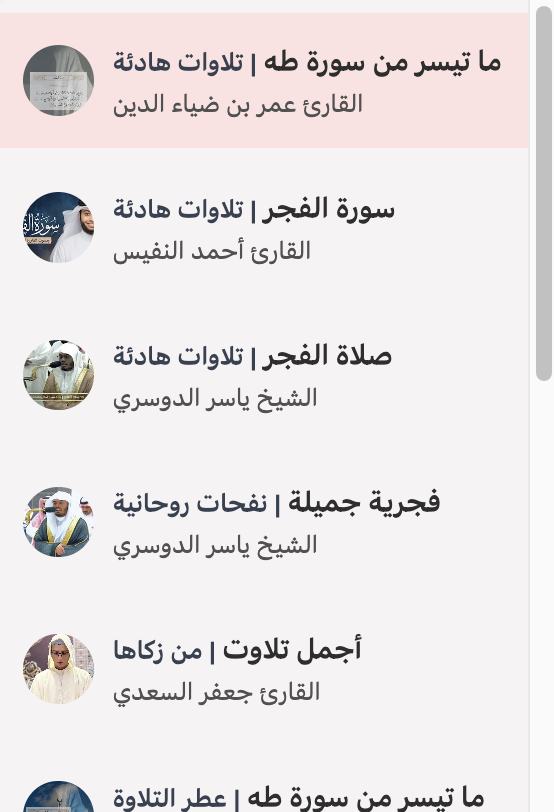 ما تيسر من سورة طه | تلاوات هادئة
القارئ عمر بن ضياء الدين
سورة الفجر | تلاوات هادئة
القارئ أحمد النفيس
صلاة الفجر | تلاوات هادئة
الشيخ ياسر الدوسري
فجرية جميلة | نفحات روحانية
الشيخ ياسر الدوسري
أجمل تلاوت | من زكاها
القارئ جعفر السعدي
ما تيسر من سورة طه | عطر التلاوة